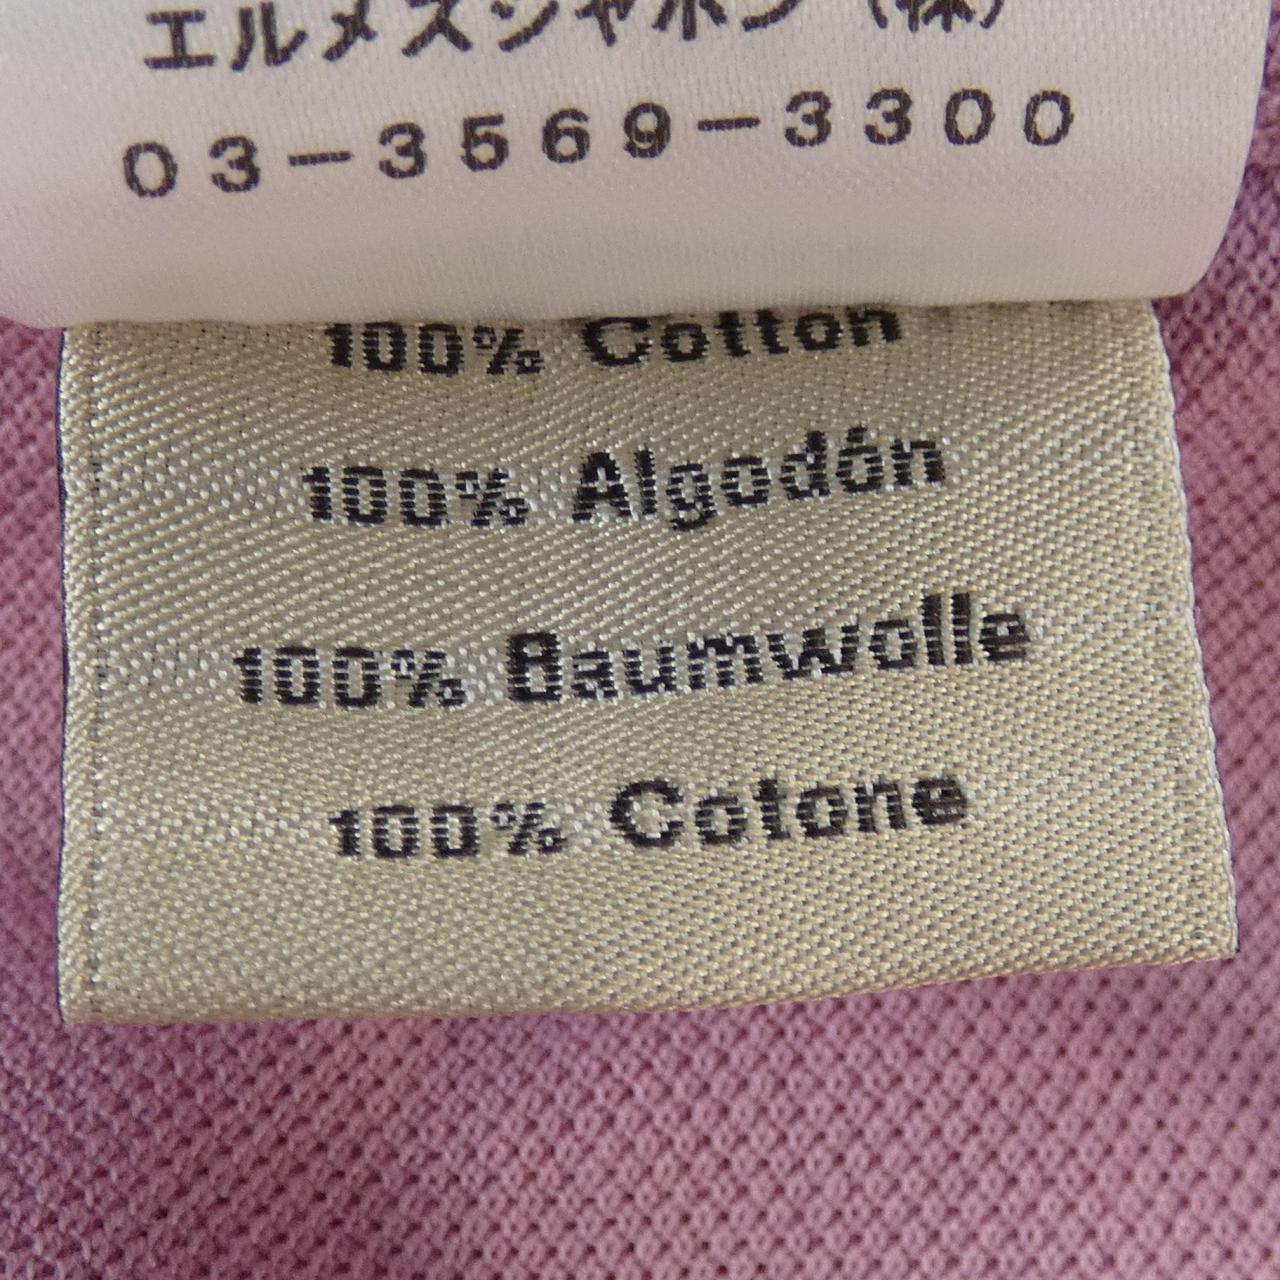 エルメスジャポン（株）
03-3569-3300
100% Cotton
100% Algodón
100% Baumwolle
100% Cotone